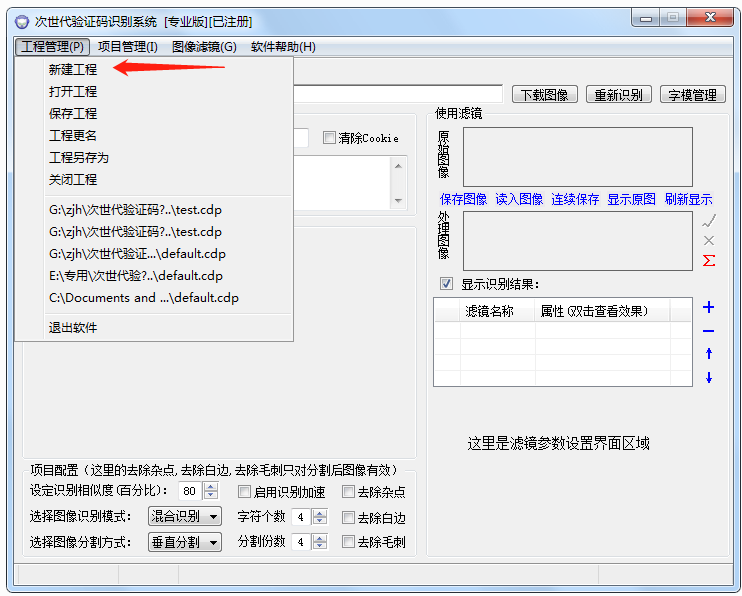 次世代验证码识别系统 [专业版][已注册]
工程管理(P) 项目管理(I) 图像滤镜(G) 软件帮助(H)
新建工程
打开工程
保存工程
工程更名
工程另存为
关闭工程
G:\zjh\次世代验证码?..\test.cdp
G:\zjh\次世代验证码?..\test.cdp
G:\zjh\次世代验证...\default.cdp
E:\专用\次世代验?..\default.cdp
C:\Documents and ...\default.cdp
退出软件
下载图像 重新识别 字模管理
清除Cookie
使用滤镜
原始图像
保存图像 读入图像 连续保存 显示原图 刷新显示
处理图像
显示识别结果:
滤镜名称 属性(双击查看效果)
这里是滤镜参数设置界面区域
项目配置（这里的去除杂点,去除白边,去除毛刺只对分割后图像有效）
设定识别相似度(百分比): 80 启用识别加速 去除杂点
选择图像识别模式: 混合识别 字符个数 4 去除白边
选择图像分割方式: 垂直分割 分割份数 4 去除毛刺